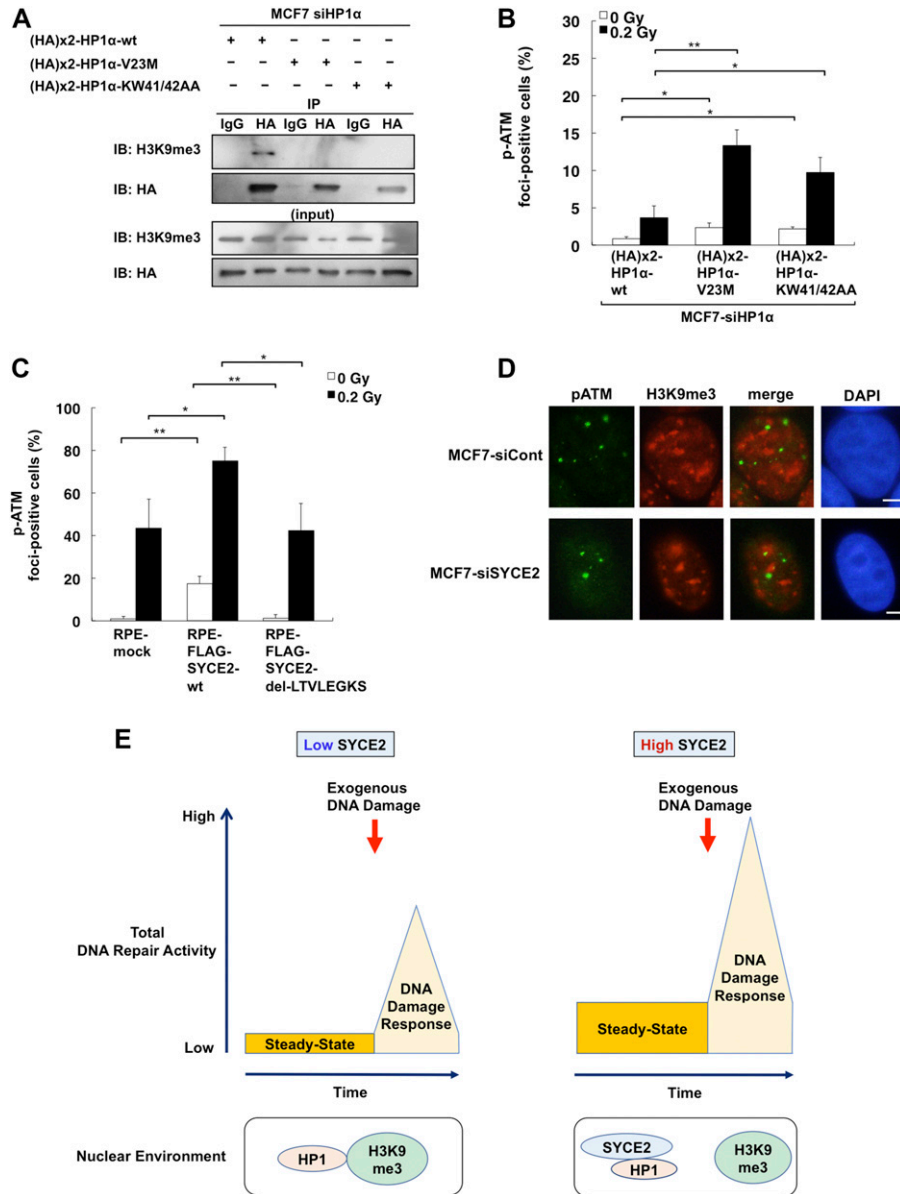 A
MCF7 siHP1α
(HA)x2-HP1α-wt + + − − − −
(HA)x2-HP1α-V23M − − + + − −
(HA)x2-HP1α-KW41/42AA − − − − + +
IP
IgG HA IgG HA IgG HA
IB: H3K9me3
IB: HA
(input)
IB: H3K9me3
IB: HA
B
0 Gy
0.2 Gy
p-ATM
foci-positive cells (%)
30
25
20
15
10
5
0
**
*
*
*
(HA)x2-
HP1α-
wt
(HA)x2-
HP1α-
V23M
(HA)x2-
HP1α-
KW41/42AA
MCF7-siHP1α
C
0 Gy
0.2 Gy
p-ATM
foci-positive cells (%)
100
80
60
40
20
0
*
**
*
**
RPE-
mock
RPE-
FLAG-
SYCE2-
wt
RPE-
FLAG-
SYCE2-
del-LTVLEGKS
D
pATM H3K9me3 merge DAPI
MCF7-siCont
MCF7-siSYCE2
E
Low SYCE2
High SYCE2
Exogenous
DNA Damage
Exogenous
DNA Damage
High
Total
DNA Repair Activity
Low
Steady-State
DNA
Damage
Response
Steady-State
DNA
Damage
Response
Time
Time
Nuclear Environment
HP1
H3K9
me3
SYCE2
HP1
H3K9
me3